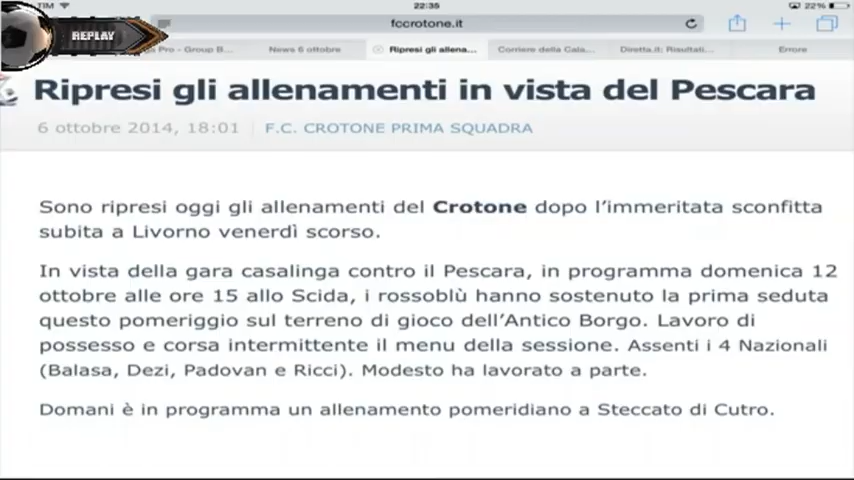 TIM 22:35 22%
REPLAY
fccrotone.it
Pro - Group B... News 6 ottobre Ripresi gli allena... Corriere della Cala... Diretta.it: Risultati... Errore
Ripresi gli allenamenti in vista del Pescara
6 ottobre 2014, 18:01 F.C. CROTONE PRIMA SQUADRA
Sono ripresi oggi gli allenamenti del Crotone dopo l'immeritata sconfitta
subita a Livorno venerdì scorso.
In vista della gara casalinga contro il Pescara, in programma domenica 12
ottobre alle ore 15 allo Scida, i rossoblù hanno sostenuto la prima seduta
questo pomeriggio sul terreno di gioco dell'Antico Borgo. Lavoro di
possesso e corsa intermittente il menu della sessione. Assenti i 4 Nazionali
(Balasa, Dezi, Padovan e Ricci). Modesto ha lavorato a parte.
Domani è in programma un allenamento pomeridiano a Steccato di Cutro.